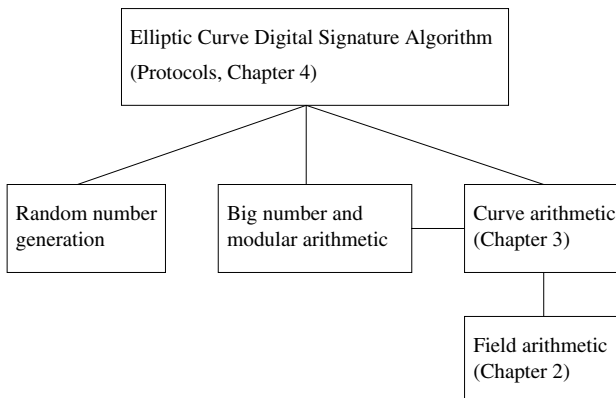 Elliptic Curve Digital Signature Algorithm
(Protocols, Chapter 4)
Random number
generation
Big number and
modular arithmetic
Curve arithmetic
(Chapter 3)
Field arithmetic
(Chapter 2)